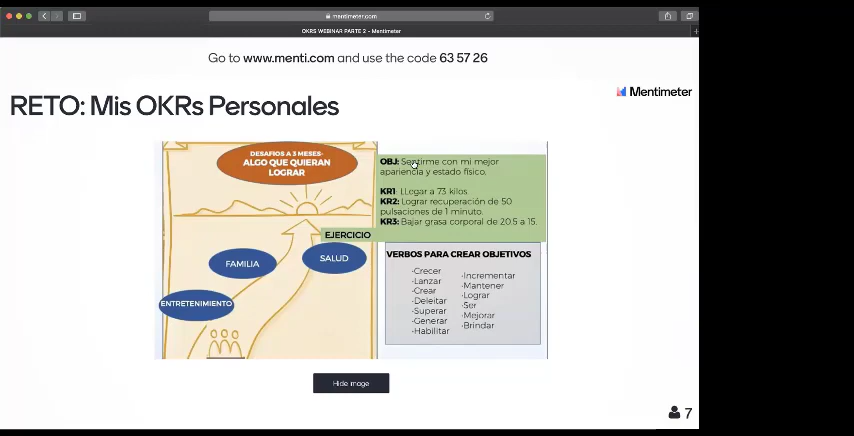 mentimeter.com
OKRS WEBINAR PARTE 2 - Mentimeter
Go to www.menti.com and use the code 63 57 26
Mentimeter
RETO: Mis OKRs Personales
DESAFIOS A 3 MESES-
ALGO QUE QUIERAN
LOGRAR
EJERCICIO
FAMILIA
SALUD
ENTRETENIMIENTO
OBJ: Sentirme con mi mejor
apariencia y estado físico.
KR1- LLegar a 73 kilos.
KR2: Lograr recuperación de 50
pulsaciones de 1 minuto.
KR3: Bajar grasa corporal de 20.5 a 15.
VERBOS PARA CREAR OBJETIVOS
-Crecer
-Lanzar
-Crear
-Deleitar
-Superar
-Generar
-Habilitar
-Incrementar
-Mantener
-Lograr
-Ser
-Mejorar
-Brindar
Hide image
7